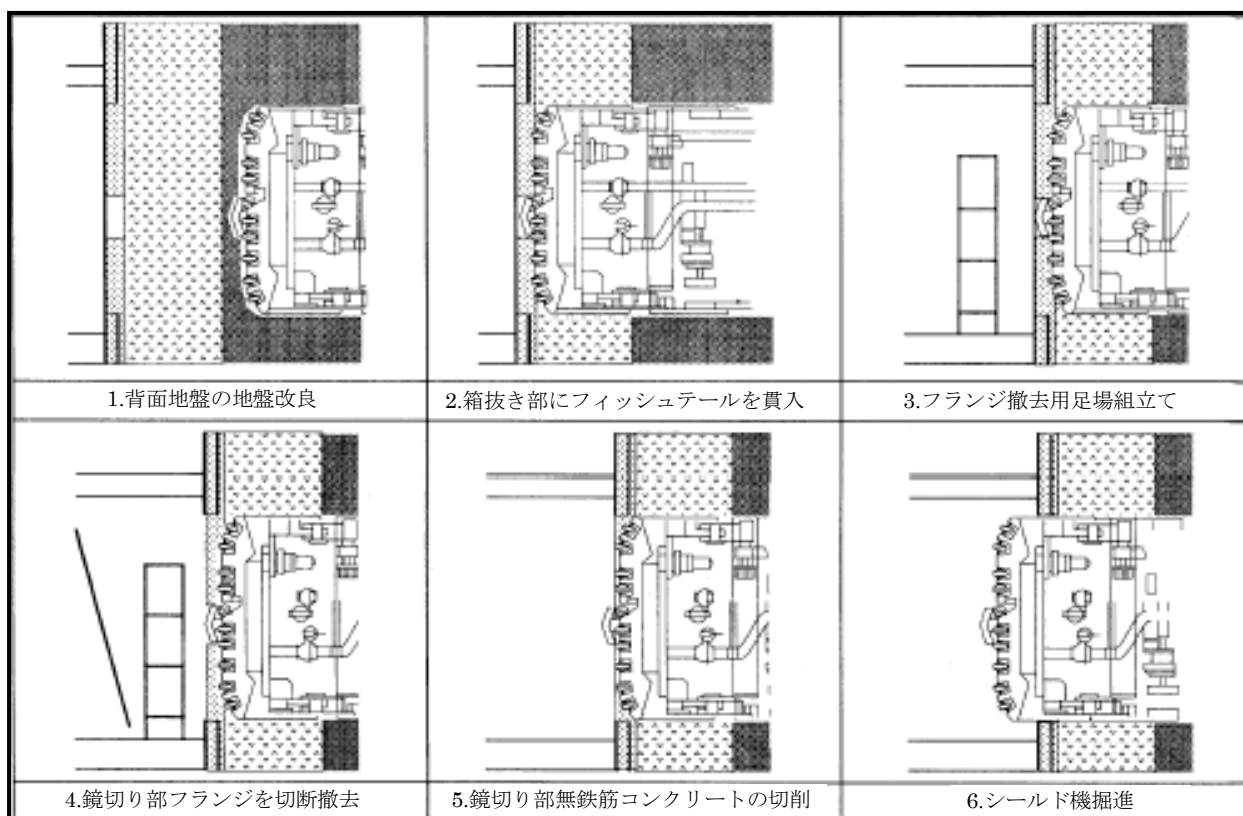 1.背面地盤の地盤改良
2.箱抜き部にフィッシュテールを貫入
3.フランジ撤去用足場組立て
4.鏡切り部フランジを切断撤去
5.鏡切り部無鉄筋コンクリートの切削
6.シールド機掘進